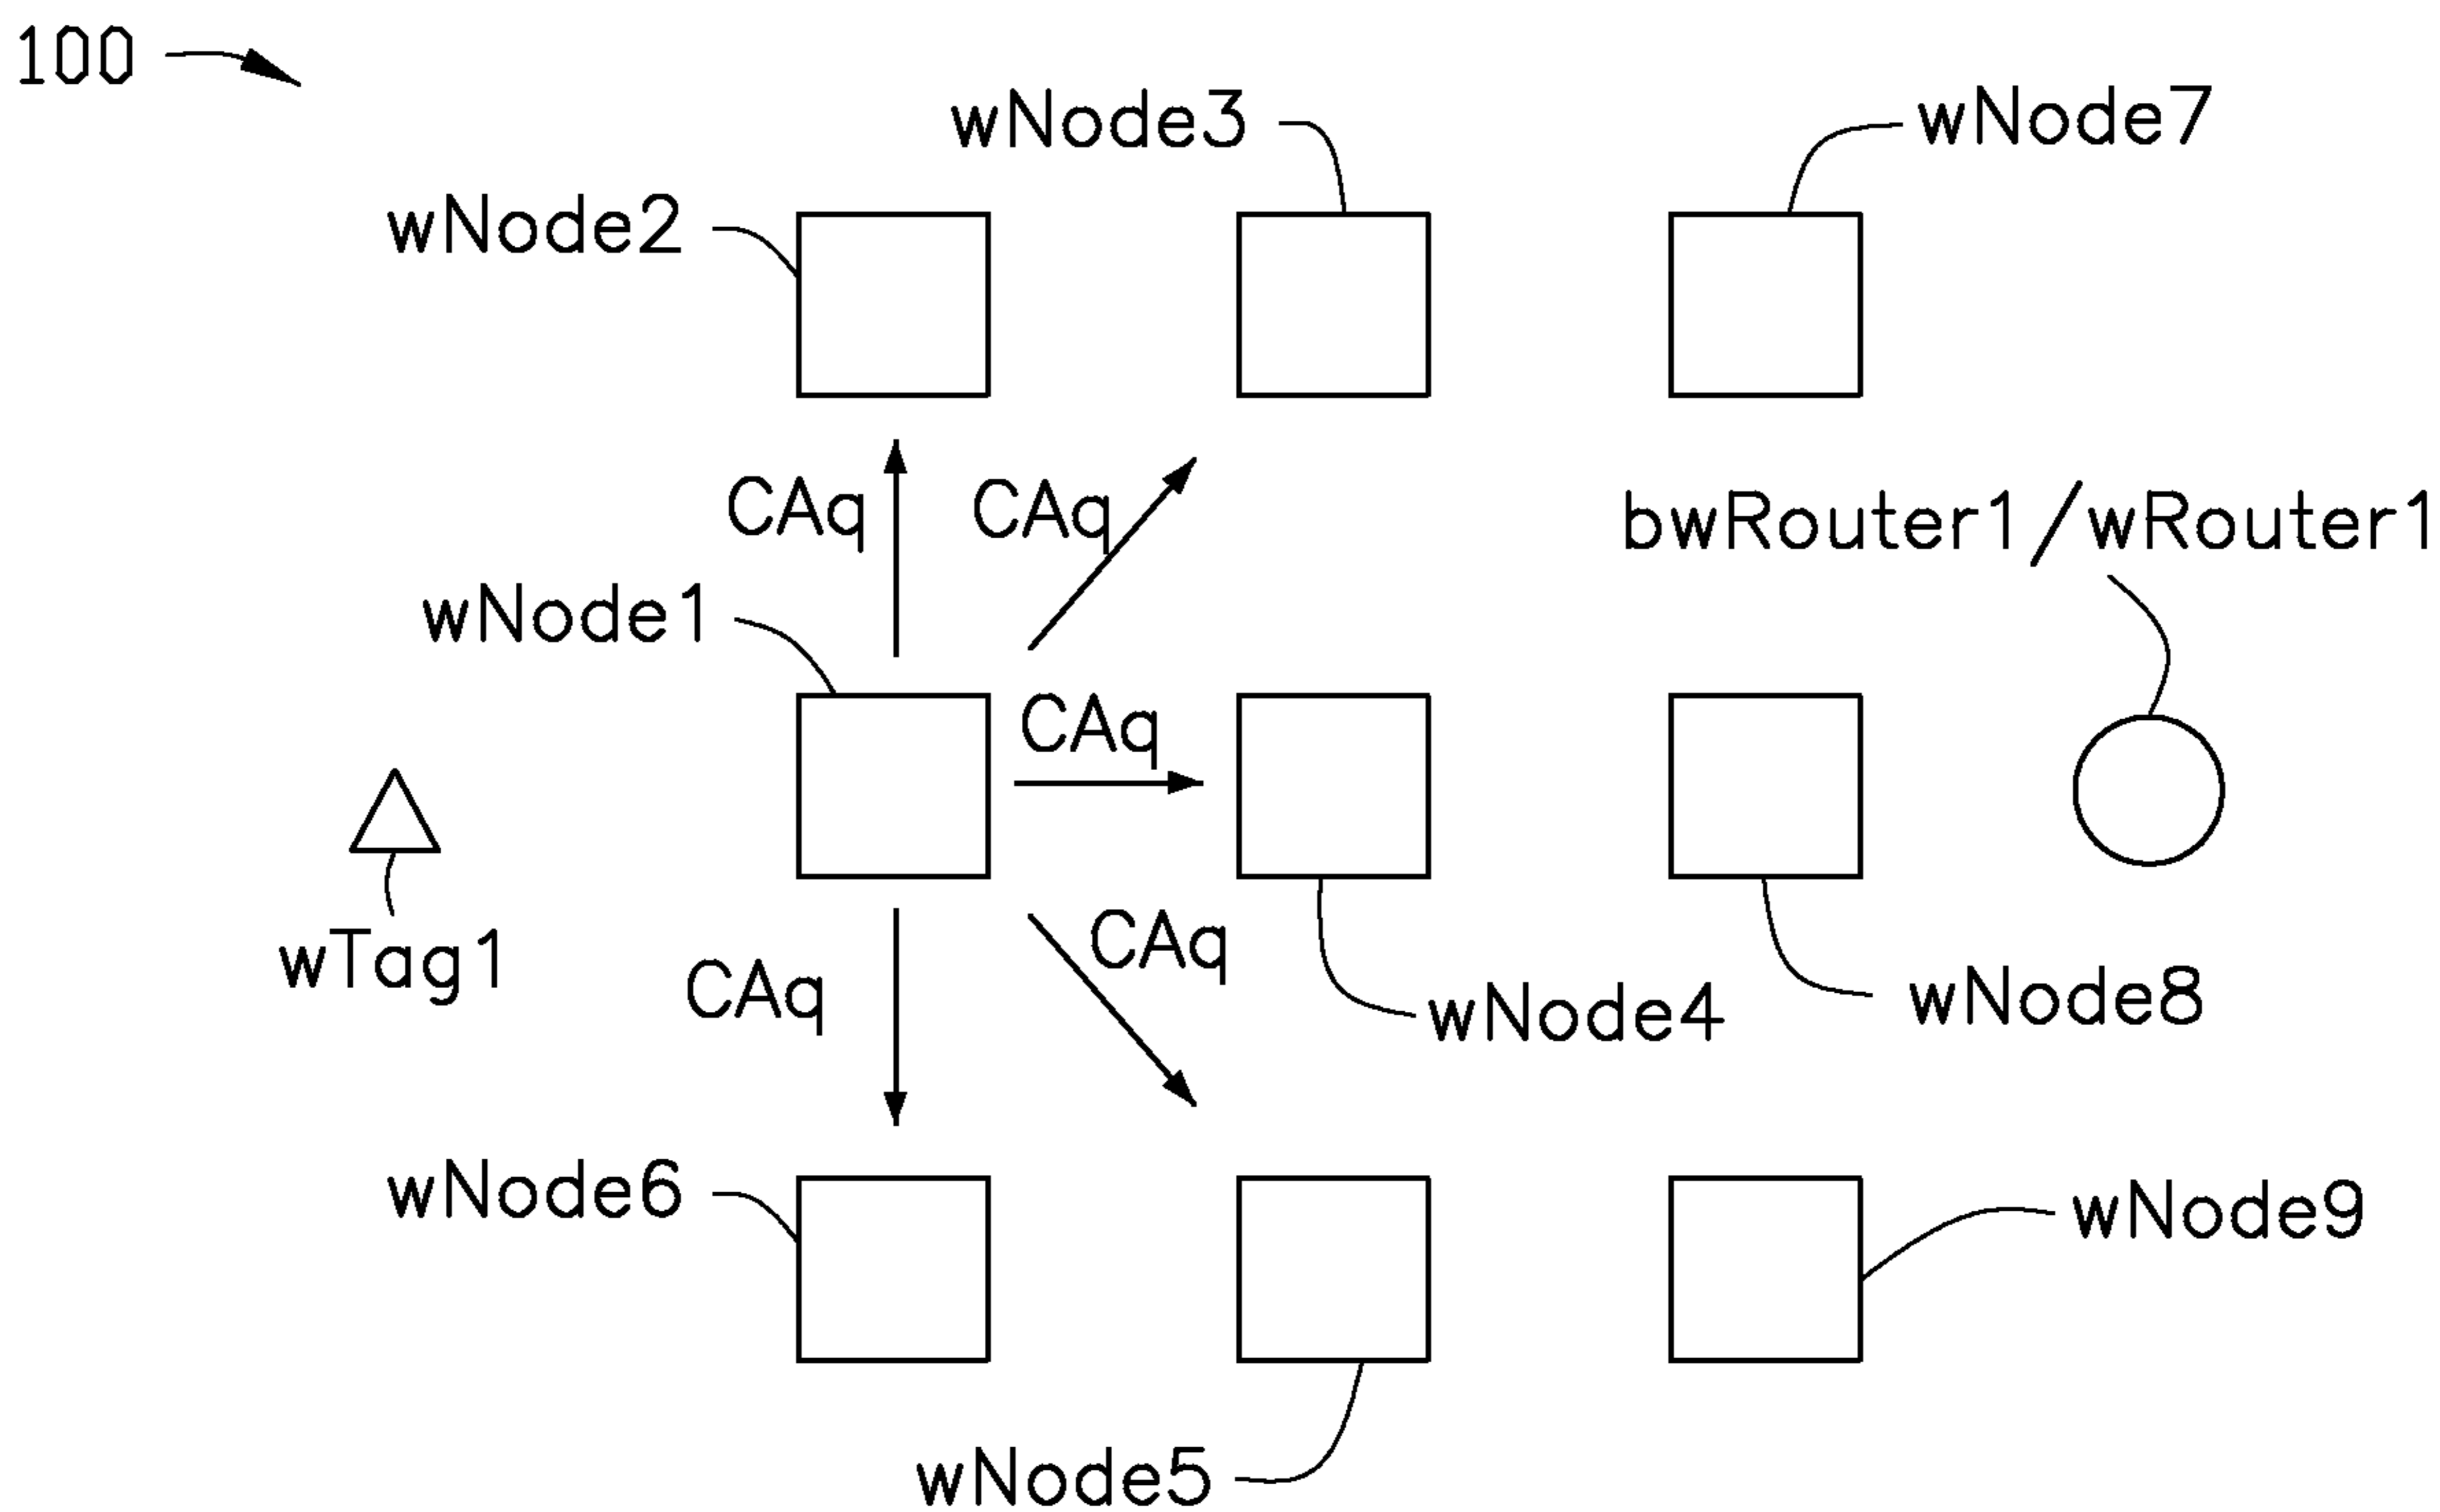 100
wNode3
wNode7
wNode2
CAq
CAq
bwRouter1/wRouter1
wNode1
CAq
wTag1
CAq
CAq
wNode4
wNode8
wNode6
wNode9
wNode5